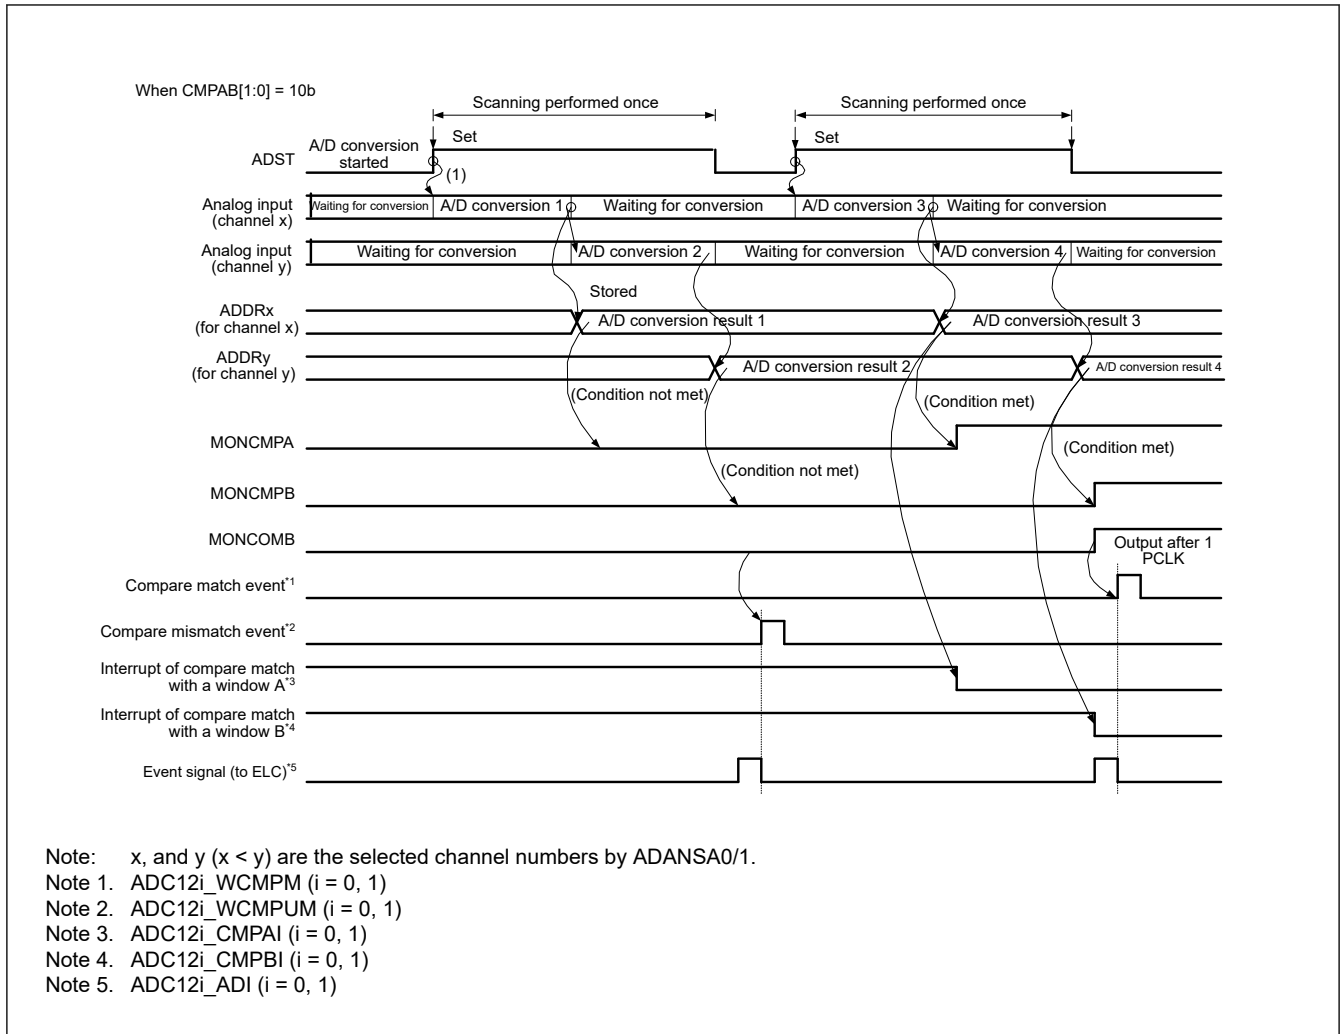 When CMPAB[1:0] = 10b
Scanning performed once
Scanning performed once
ADST
A/D conversion
started
Set
Set
(1)
Analog input
(channel x)
Waiting for conversion
A/D conversion 1
Waiting for conversion
A/D conversion 3
Waiting for conversion
Analog input
(channel y)
Waiting for conversion
A/D conversion 2
Waiting for conversion
A/D conversion 4
Waiting for conversion
Stored
ADDRx
(for channel x)
A/D conversion result 1
A/D conversion result 3
ADDRy
(for channel y)
A/D conversion result 2
A/D conversion result 4
(Condition not met)
(Condition met)
MONCMPA
(Condition met)
(Condition not met)
MONCMPB
MONCOMB
Output after 1
PCLK
Compare match event*1
Compare mismatch event*2
Interrupt of compare match
with a window A*3
Interrupt of compare match
with a window B*4
Event signal (to ELC)*5
Note: x, and y (x < y) are the selected channel numbers by ADANSA0/1.
Note 1. ADC12i_WCMPM (i = 0, 1)
Note 2. ADC12i_WCMPUM (i = 0, 1)
Note 3. ADC12i_CMPAI (i = 0, 1)
Note 4. ADC12i_CMPBI (i = 0, 1)
Note 5. ADC12i_ADI (i = 0, 1)